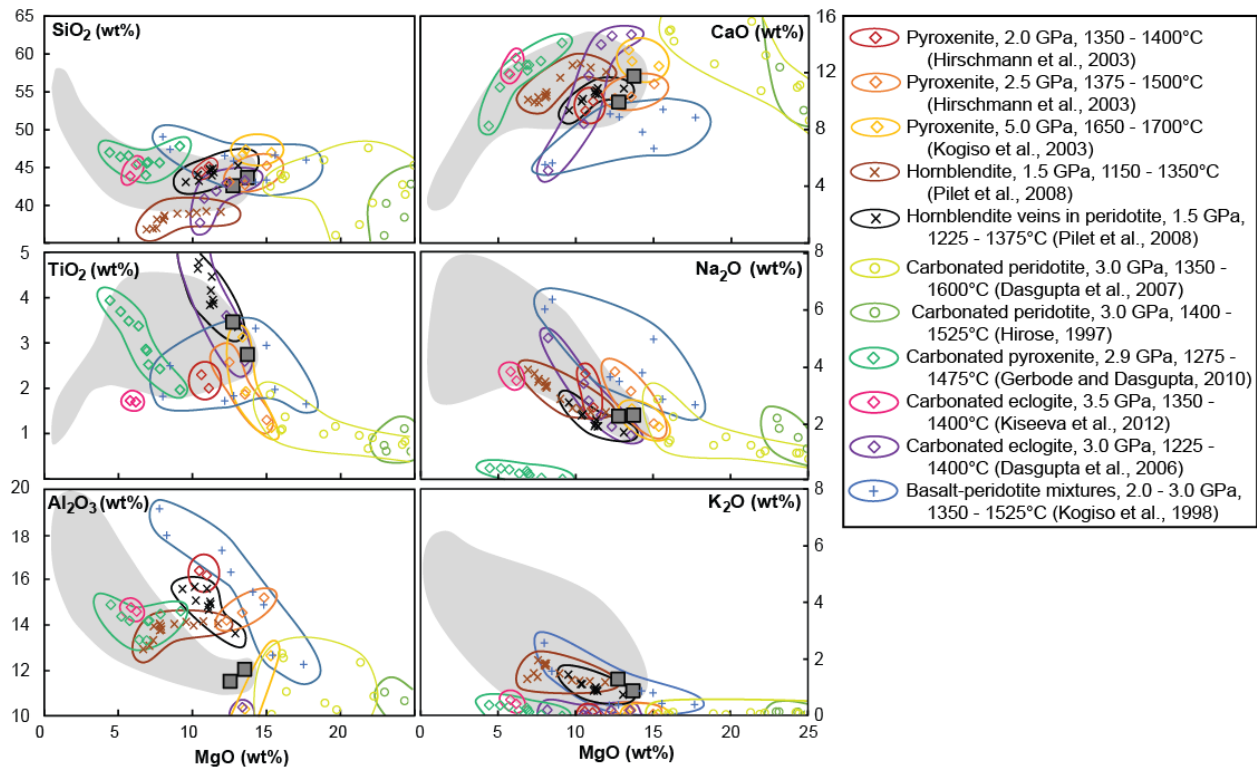 65
60
55
50
45
40
SiO2 (wt%)
CaO (wt%)
16
12
8
4
5
4
3
2
1
TiO2 (wt%)
Na2O (wt%)
8
6
4
2
20
18
16
14
12
10
Al2O3 (wt%)
K2O (wt%)
8
6
4
2
0
0
5
10
15
20
MgO (wt%)
0
5
10
15
20
25
MgO (wt%)
Pyroxenite, 2.0 GPa, 1350 - 1400°C
(Hirschmann et al., 2003)
Pyroxenite, 2.5 GPa, 1375 - 1500°C
(Hirschmann et al., 2003)
Pyroxenite, 5.0 GPa, 1650 - 1700°C
(Kogiso et al., 2003)
Hornblendite, 1.5 GPa, 1150 - 1350°C
(Pilet et al., 2008)
Hornblendite veins in peridotite, 1.5 GPa,
1225 - 1375°C (Pilet et al., 2008)
Carbonated peridotite, 3.0 GPa, 1350 -
1600°C (Dasgupta et al., 2007)
Carbonated peridotite, 3.0 GPa, 1400 -
1525°C (Hirose, 1997)
Carbonated pyroxenite, 2.9 GPa, 1275 -
1475°C (Gerbode and Dasgupta, 2010)
Carbonated eclogite, 3.5 GPa, 1350 -
1400°C (Kiseeva et al., 2012)
Carbonated eclogite, 3.0 GPa, 1225 -
1400°C (Dasgupta et al., 2006)
Basalt-peridotite mixtures, 2.0 - 3.0 GPa,
1350 - 1525°C (Kogiso et al., 1998)